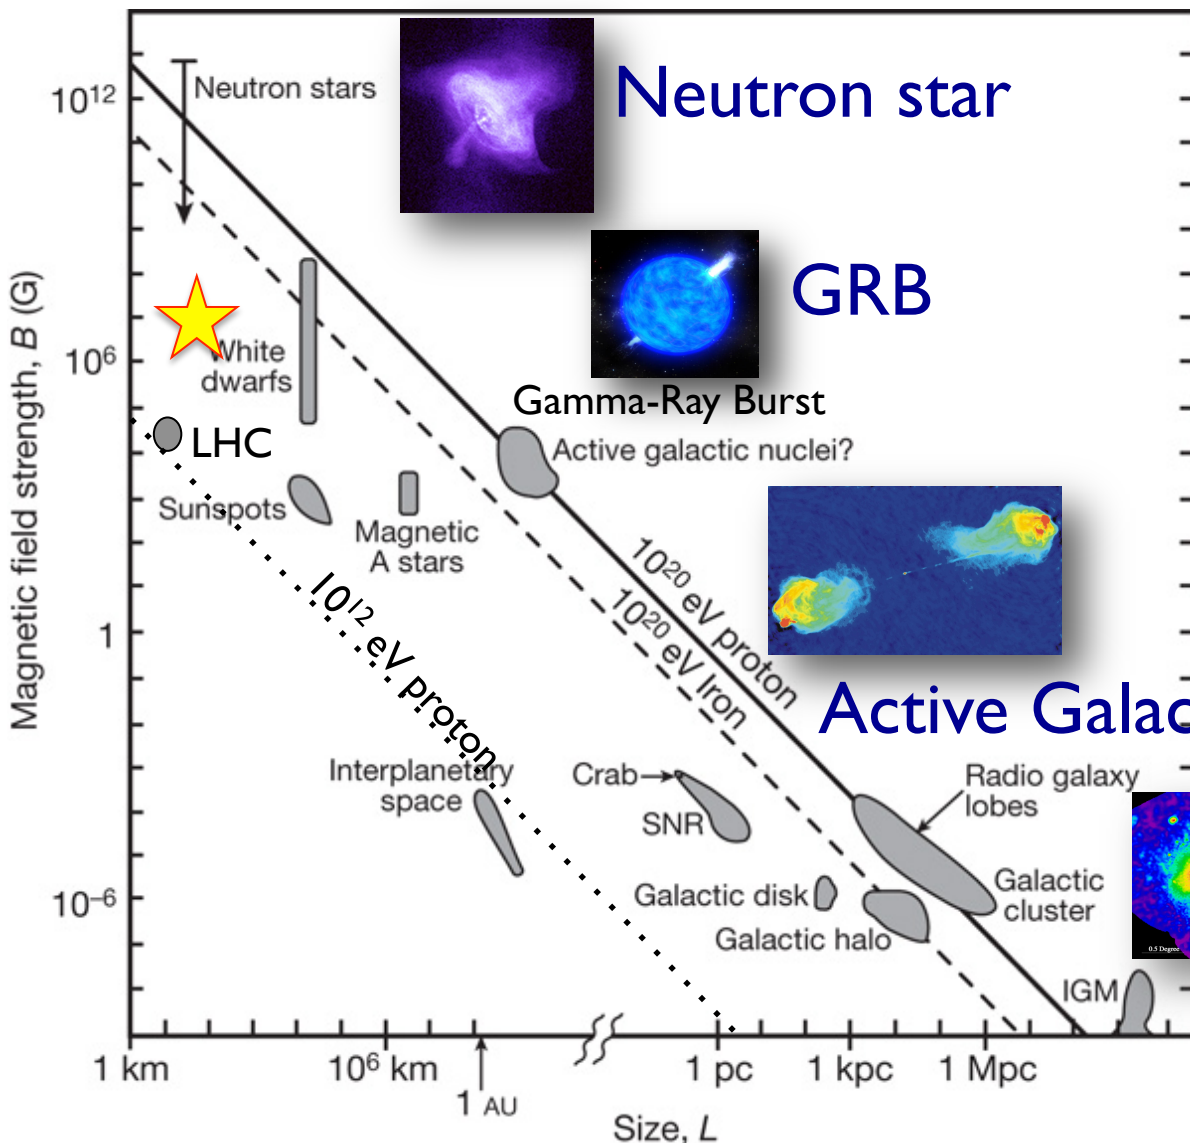 Neutron star
Neutron stars
10¹²
GRB
White
dwarfs
10⁶
Gamma-Ray Burst
LHC
Active galactic nuclei?
Sunspots
Magnetic
A stars
10²⁰ eV proton
10²⁰ eV Iron
10¹² eV proton
1
Magnetic field strength, B (G)
Active Galac
Interplanetary
space
Crab
SNR
Radio galaxy
lobes
Galactic disk
Galactic halo
Galactic
cluster
10⁻⁶
0.5 Degree
IGM
1 km
10⁶ km
1 AU
1 pc
1 kpc
1 Mpc
Size, L